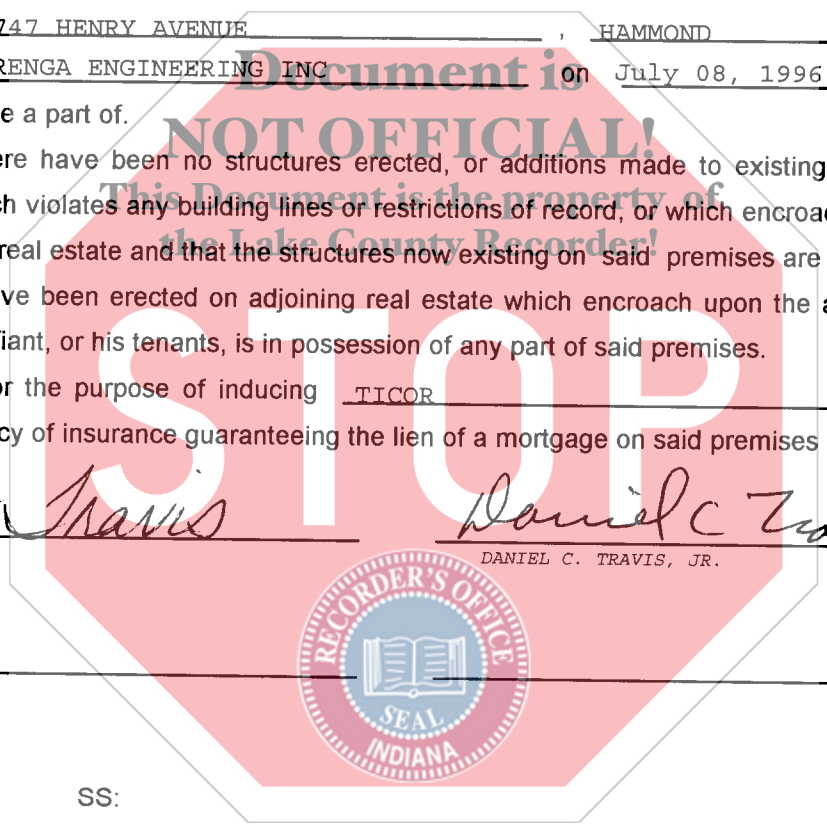 747 HENRY AVENUE, HAMMOND
RENGA ENGINEERING INC on July 08, 1996
Document is
e a part of.
NOT OFFICIAL!
ere have been no structures erected, or additions made to existing
This Document is the property of
ch violates any building lines or restrictions of record, or which encroac
the Lake County Recorder!
real estate and that the structures now existing on said premises are
ve been erected on adjoining real estate which encroach upon the a
fiant, or his tenants, is in possession of any part of said premises.
STOP
or the purpose of inducing TICOR
cy of insurance guaranteeing the lien of a mortgage on said premises
Travis Daniel C Tra
DANIEL C. TRAVIS, JR.
RECORDER'S OFFICE
SEAL
INDIANA
SS: